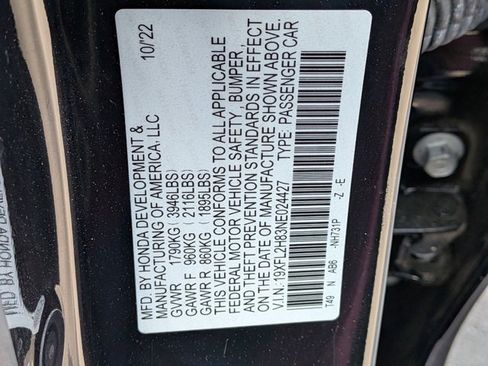 MFD BY HONDA DEVELOPMENT &
MANUFACTURING OF AMERICA, LLC 10/22
GVWR 1790KG(3946LBS)
GAWR F 960KG(2116LBS)
GAWR R 860KG(1895LBS)
THIS VEHICLE CONFORMS TO ALL APPLICABLE
FEDERAL MOTOR VEHICLE SAFETY, BUMPER,
AND THEFT PREVENTION STANDARDS IN EFFECT
ON THE DATE OF MANUFACTURE SHOWN ABOVE.
V.I.N: 19XFL2H83NE024427 TYPE: PASSENGER CAR
T49 N AB6 -NH731P -Z -E